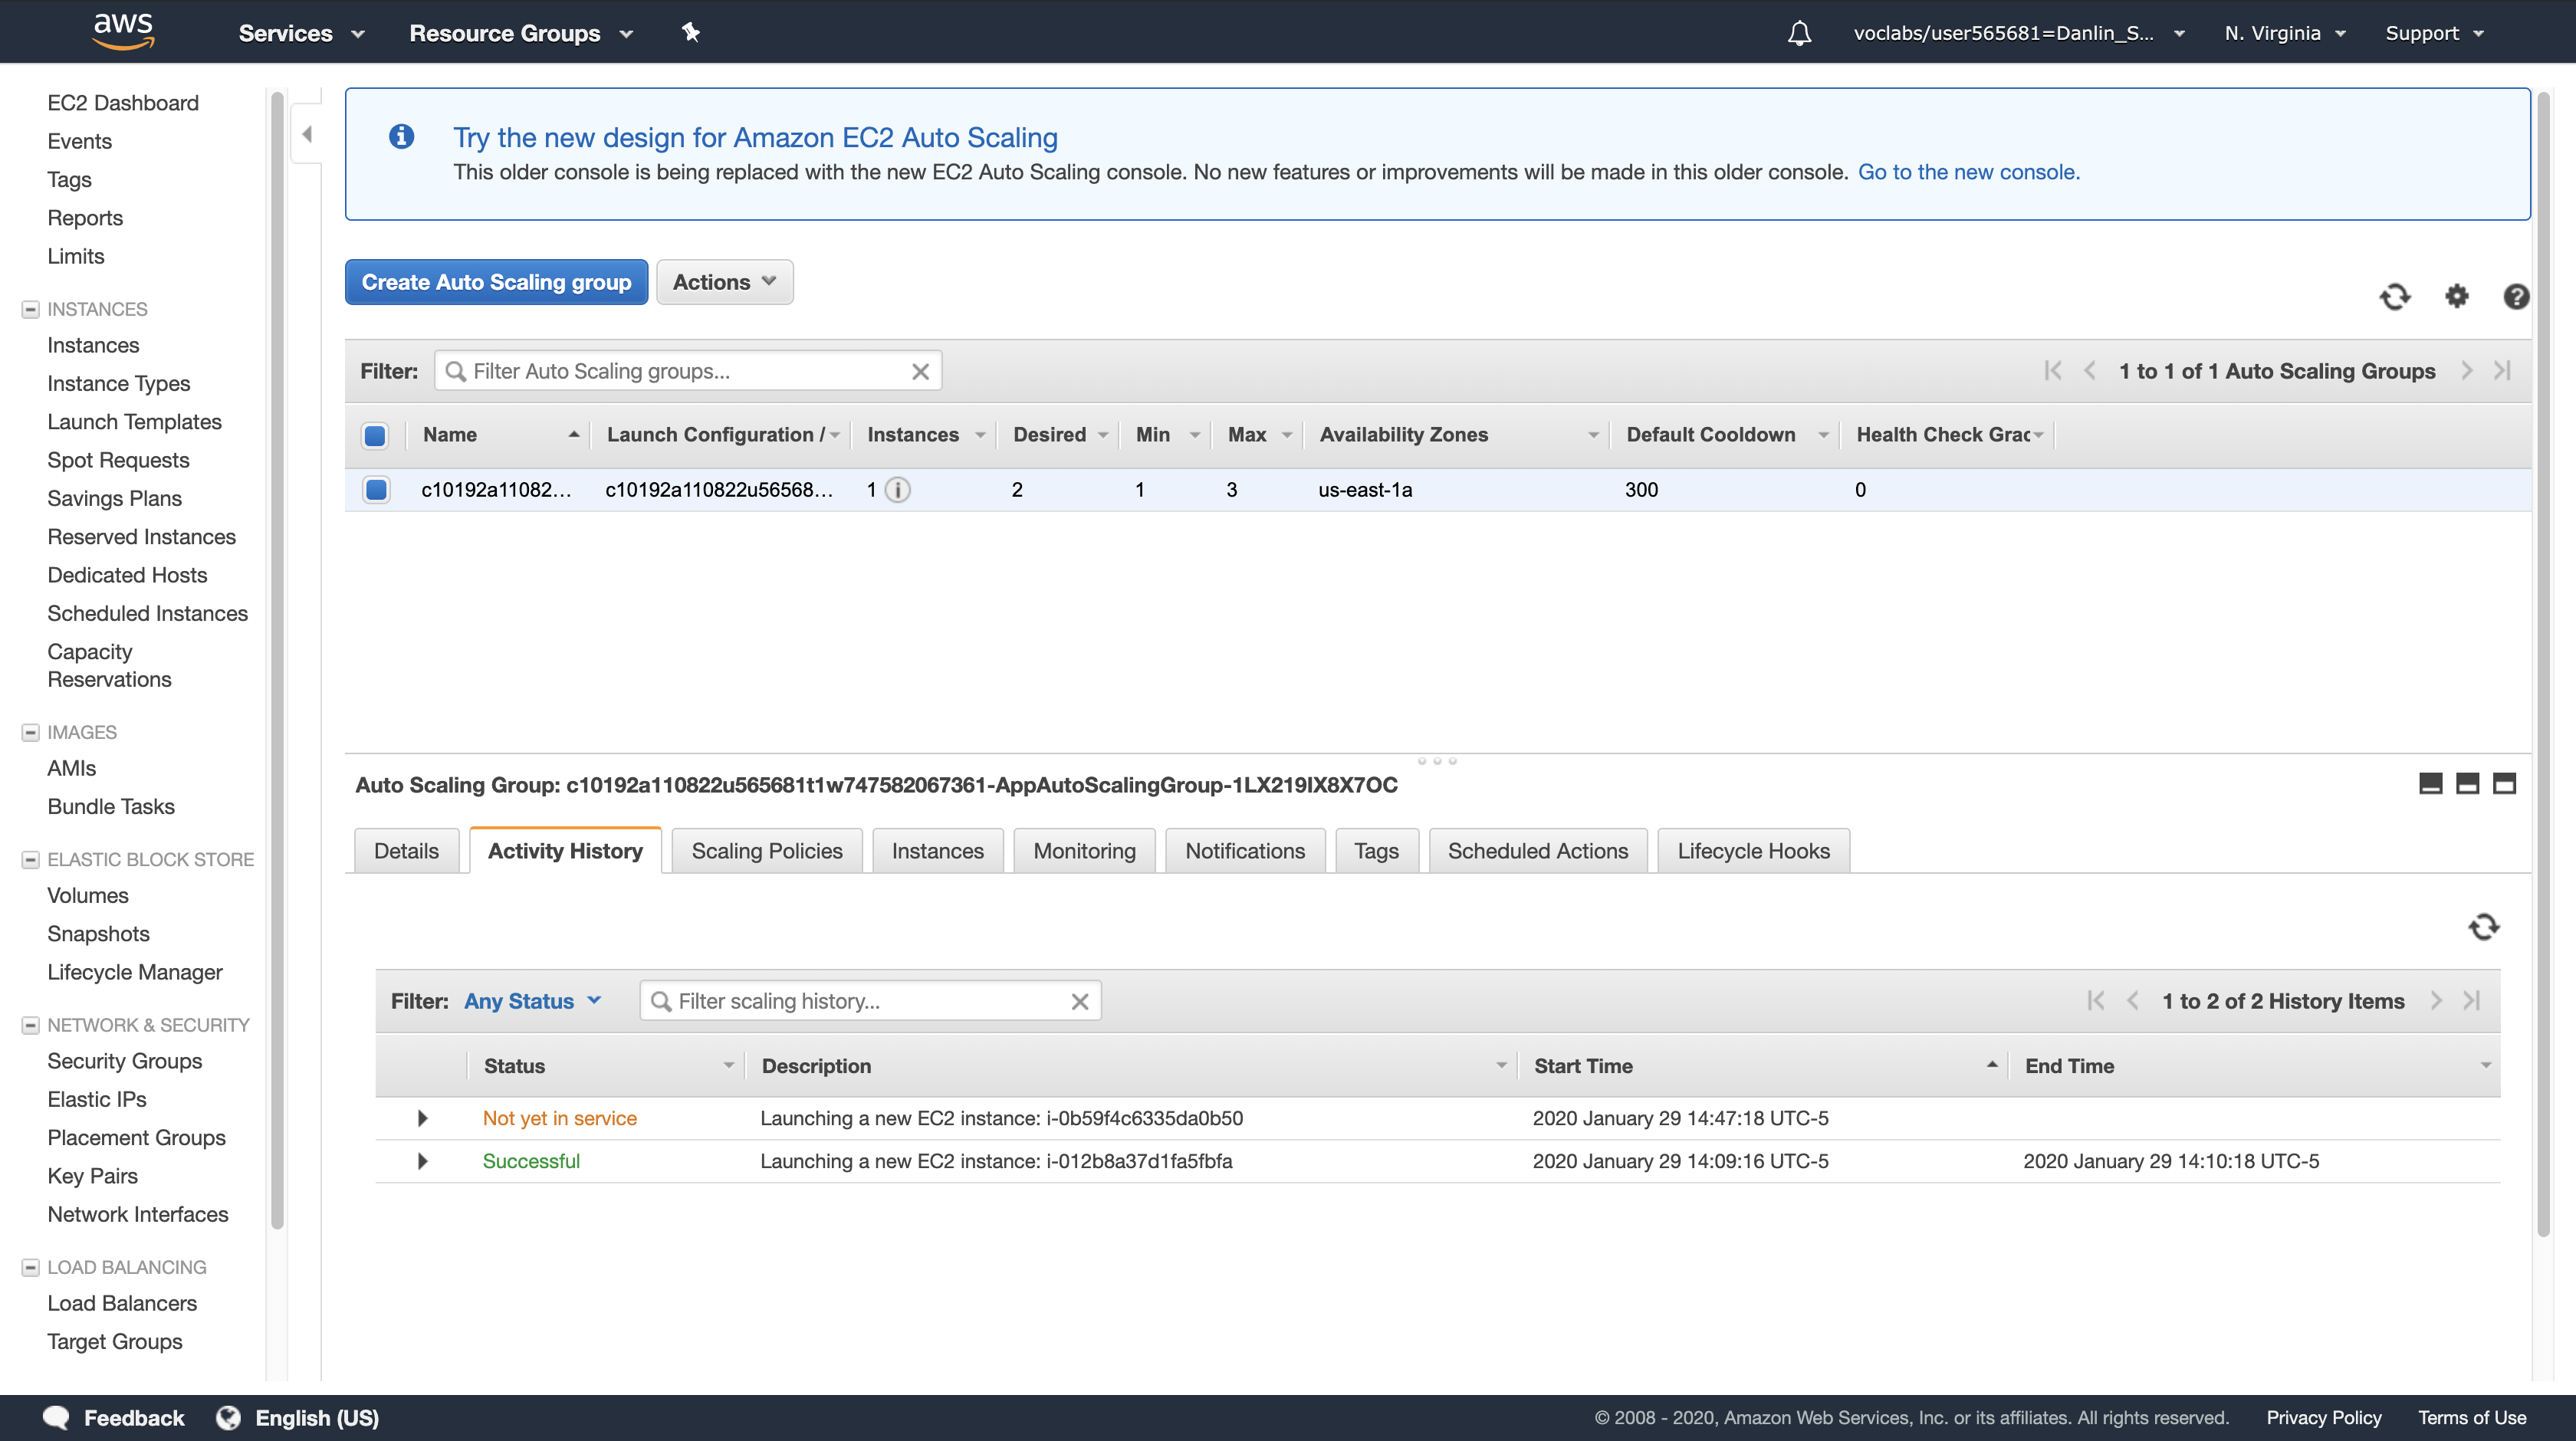 aws Services Resource Groups voclabs/user565681=Danlin_S... N. Virginia Support
EC2 Dashboard
Events
Tags
Reports
Limits
INSTANCES
Instances
Instance Types
Launch Templates
Spot Requests
Savings Plans
Reserved Instances
Dedicated Hosts
Scheduled Instances
Capacity
Reservations
IMAGES
AMIs
Bundle Tasks
ELASTIC BLOCK STORE
Volumes
Snapshots
Lifecycle Manager
NETWORK & SECURITY
Security Groups
Elastic IPs
Placement Groups
Key Pairs
Network Interfaces
LOAD BALANCING
Load Balancers
Target Groups
Try the new design for Amazon EC2 Auto Scaling
This older console is being replaced with the new EC2 Auto Scaling console. No new features or improvements will be made in this older console. Go to the new console.
Create Auto Scaling group Actions
Filter: Filter Auto Scaling groups... 1 to 1 of 1 Auto Scaling Groups
Name Launch Configuration / Instances Desired Min Max Availability Zones Default Cooldown Health Check Grac
c10192a11082... c10192a110822u56568... 1 2 1 3 us-east-1a 300 0
Auto Scaling Group: c10192a110822u565681t1w747582067361-AppAutoScalingGroup-1LX219IX8X7OC
Details Activity History Scaling Policies Instances Monitoring Notifications Tags Scheduled Actions Lifecycle Hooks
Filter: Any Status Filter scaling history... 1 to 2 of 2 History Items
Status Description Start Time End Time
Not yet in service Launching a new EC2 instance: i-0b59f4c6335da0b50 2020 January 29 14:47:18 UTC-5
Successful Launching a new EC2 instance: i-012b8a37d1fa5fbfa 2020 January 29 14:09:16 UTC-5 2020 January 29 14:10:18 UTC-5
Feedback English (US) © 2008 - 2020, Amazon Web Services, Inc. or its affiliates. All rights reserved. Privacy Policy Terms of Use